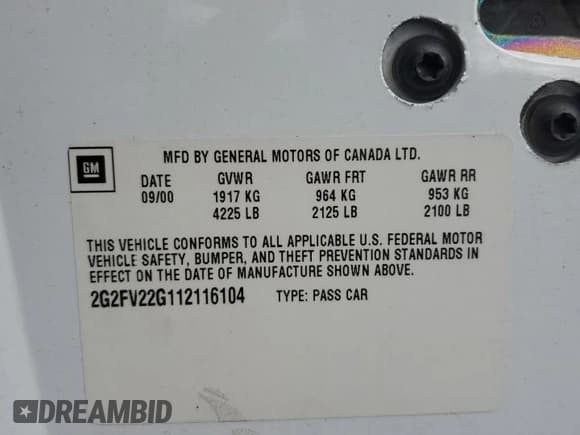 GM
MFD BY GENERAL MOTORS OF CANADA LTD.
DATE GVWR GAWR FRT GAWR RR
09/00 1917 KG 964 KG 953 KG
4225 LB 2125 LB 2100 LB
THIS VEHICLE CONFORMS TO ALL APPLICABLE U.S. FEDERAL MOTOR
VEHICLE SAFETY, BUMPER, AND THEFT PREVENTION STANDARDS IN
EFFECT ON THE DATE OF MANUFACTURE SHOWN ABOVE.
2G2FV22G112116104 TYPE: PASS CAR
DREAMBID